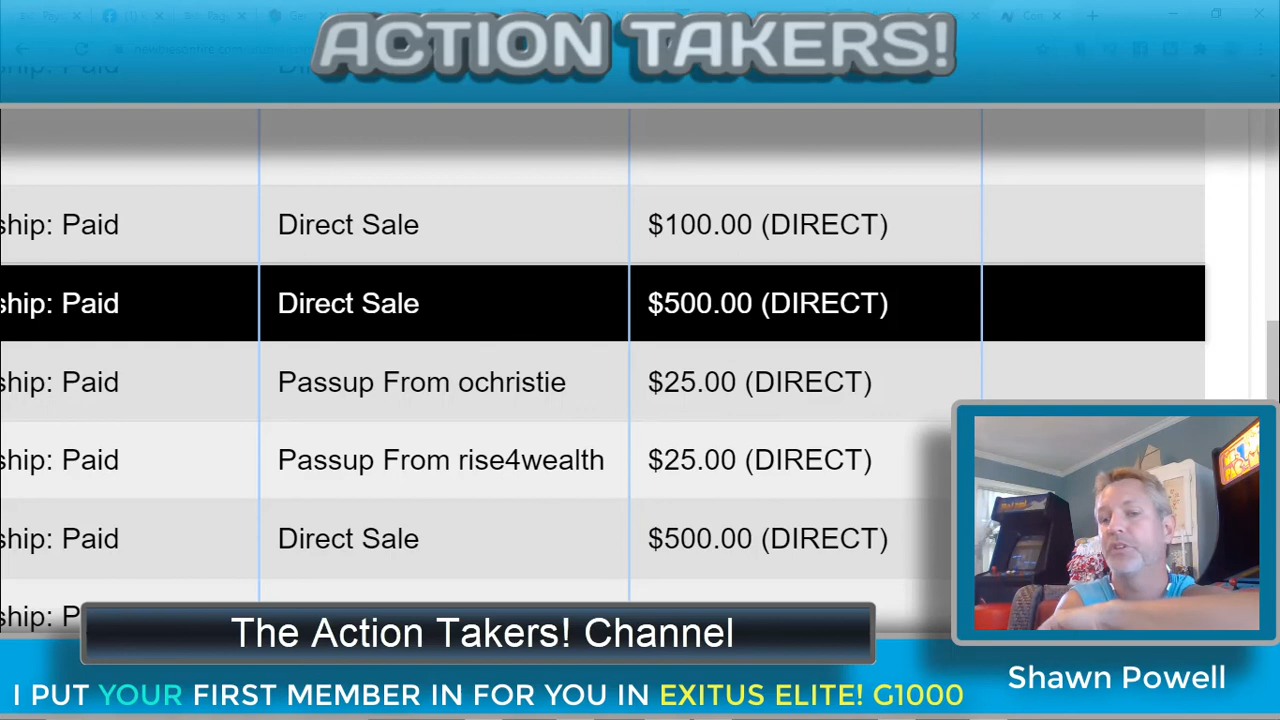 ACTION TAKERS!
ship: Paid Direct Sale $100.00 (DIRECT)
ship: Paid Direct Sale $500.00 (DIRECT)
ship: Paid Passup From ochristie $25.00 (DIRECT)
ship: Paid Passup From rise4wealth $25.00 (DIRECT)
ship: Paid Direct Sale $500.00 (DIRECT)
ship: P
The Action Takers! Channel
Shawn Powell
I PUT YOUR FIRST MEMBER IN FOR YOU IN EXITUS ELITE! G1000